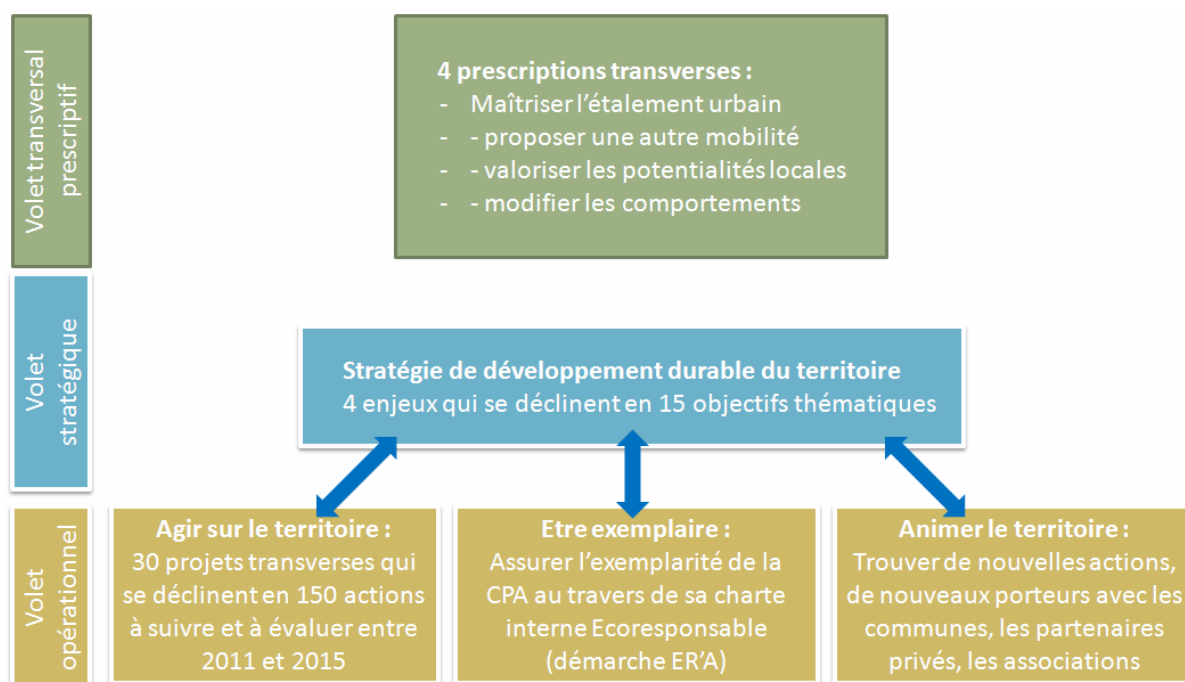 Volet transversal
prescriptif
4 prescriptions transverses :
- Maîtriser l'étalement urbain
- - proposer une autre mobilité
- - valoriser les potentialités locales
- - modifier les comportements
Volet
stratégique
Stratégie de développement durable du territoire
4 enjeux qui se déclinent en 15 objectifs thématiques
Volet
opérationnel
Agir sur le territoire :
30 projets transverses qui
se déclinent en 150 actions
à suivre et à évaluer entre
2011 et 2015
Etre exemplaire :
Assurer l'exemplarité de la
CPA au travers de sa charte
interne Ecoresponsable
(démarche ER'A)
Animer le territoire :
Trouver de nouvelles actions,
de nouveaux porteurs avec les
communes, les partenaires
privés, les associations